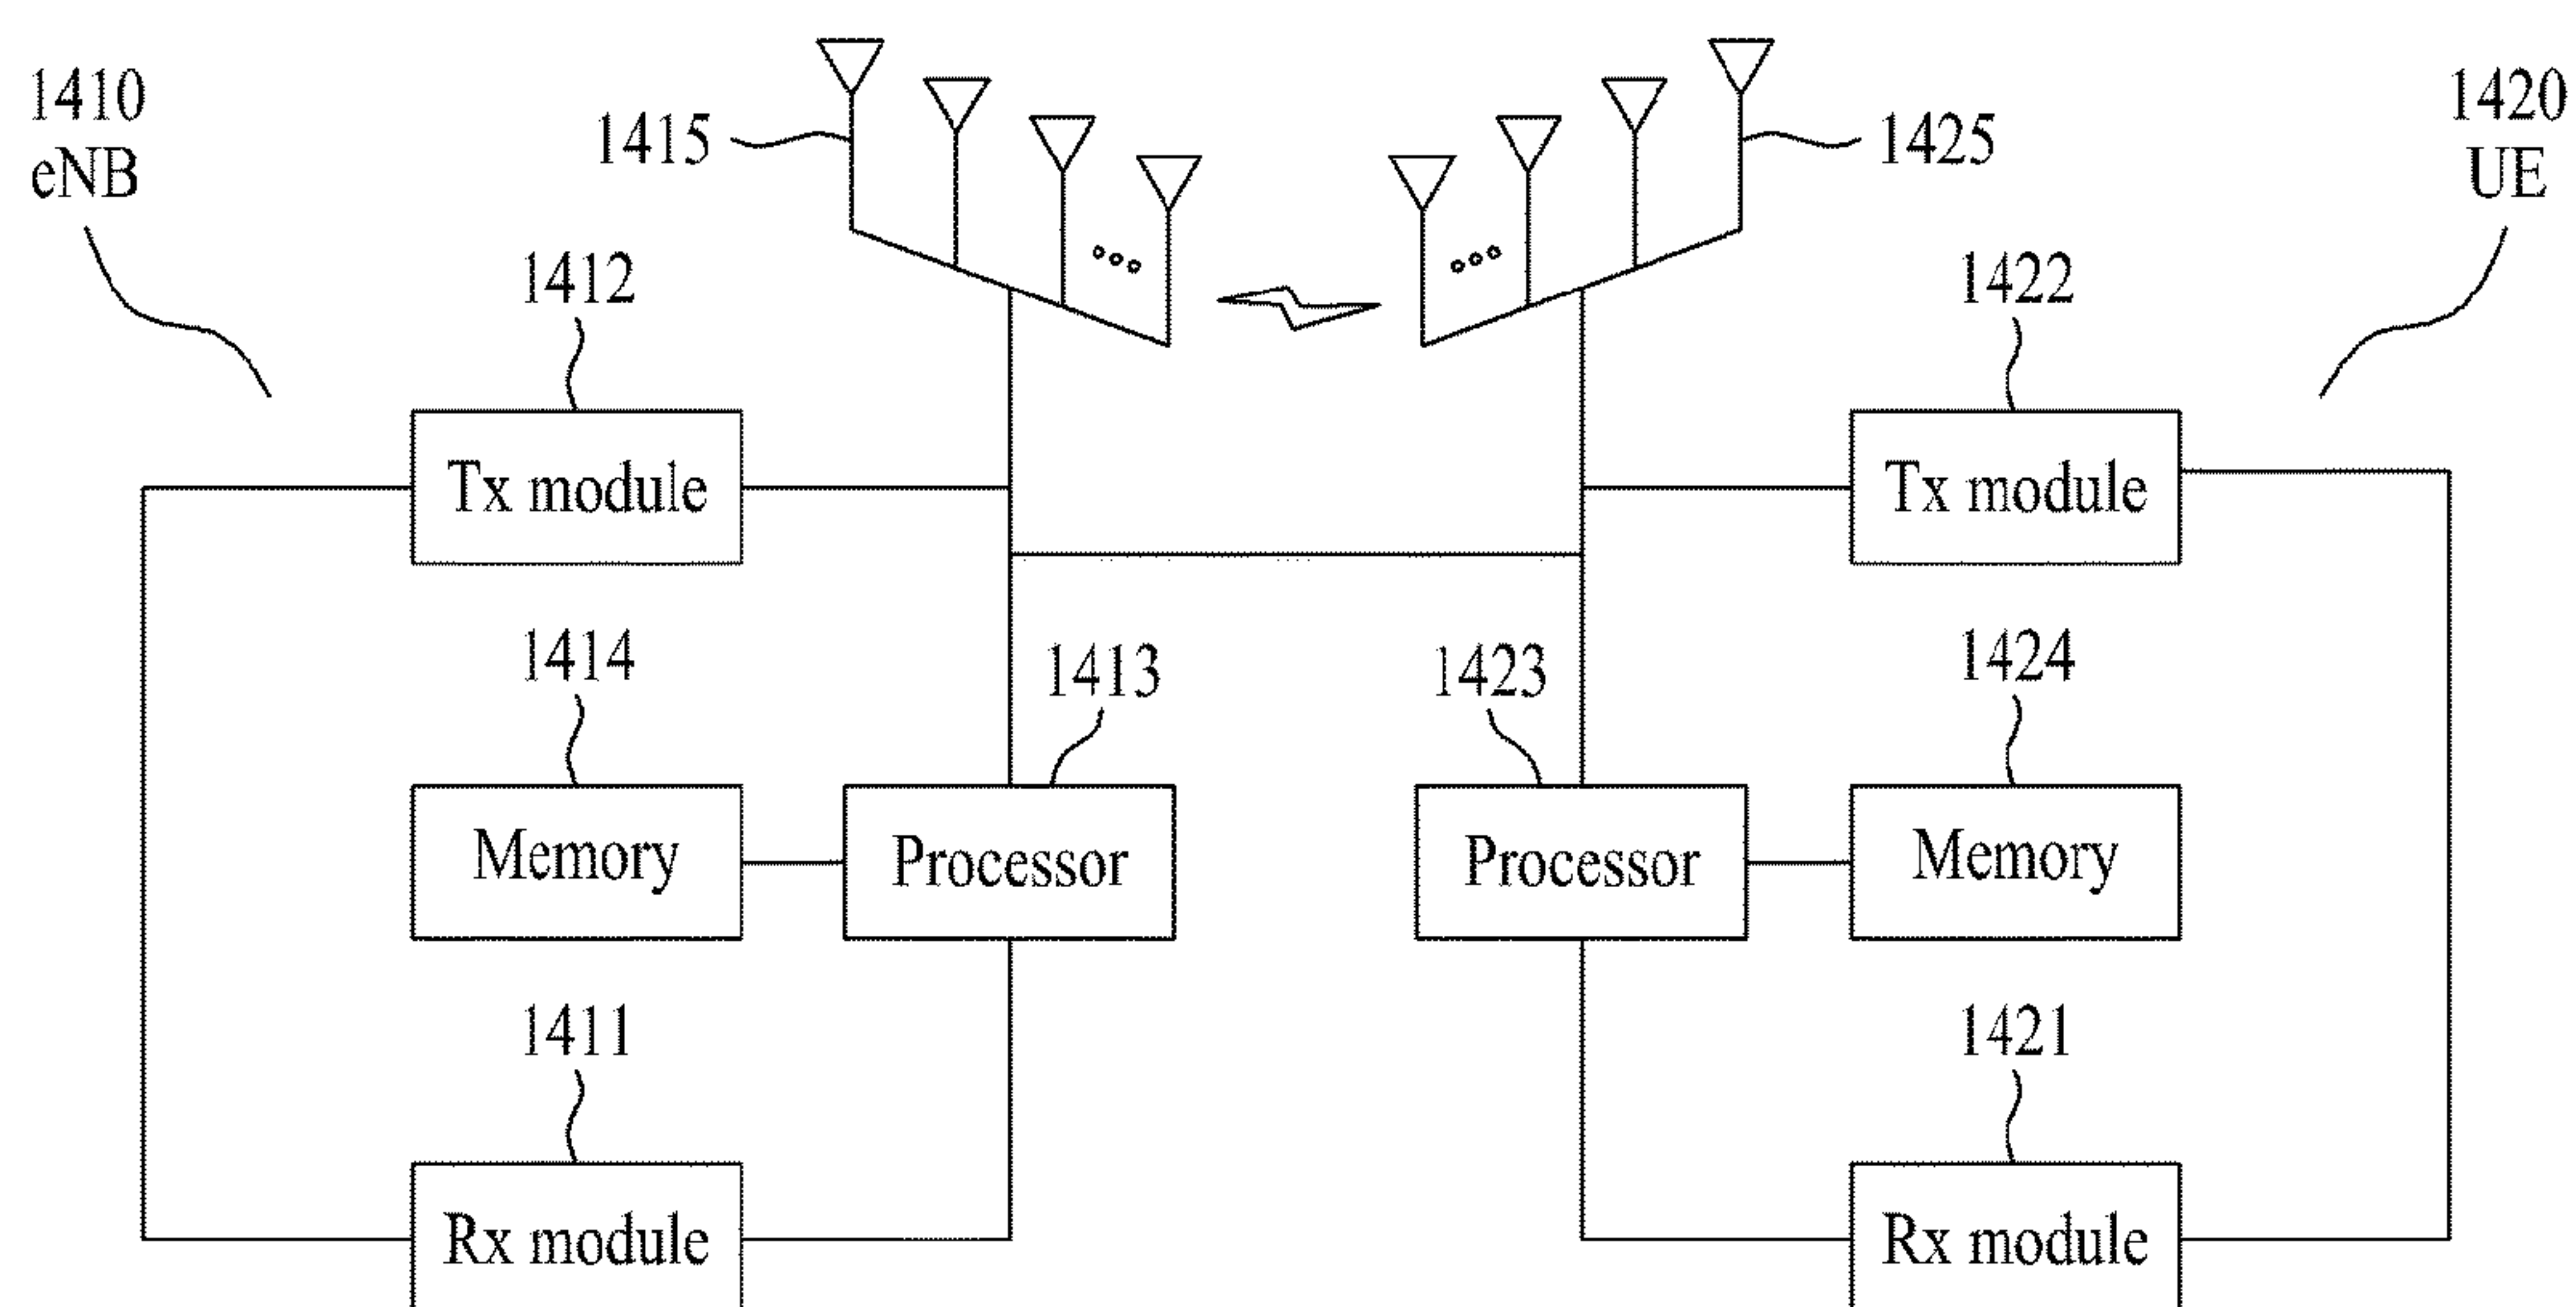 1410
eNB
1415
1425
1420
UE
1412
1422
Tx module
Tx module
1414
1413
1423
1424
Memory
Processor
Processor
Memory
1411
1421
Rx module
Rx module